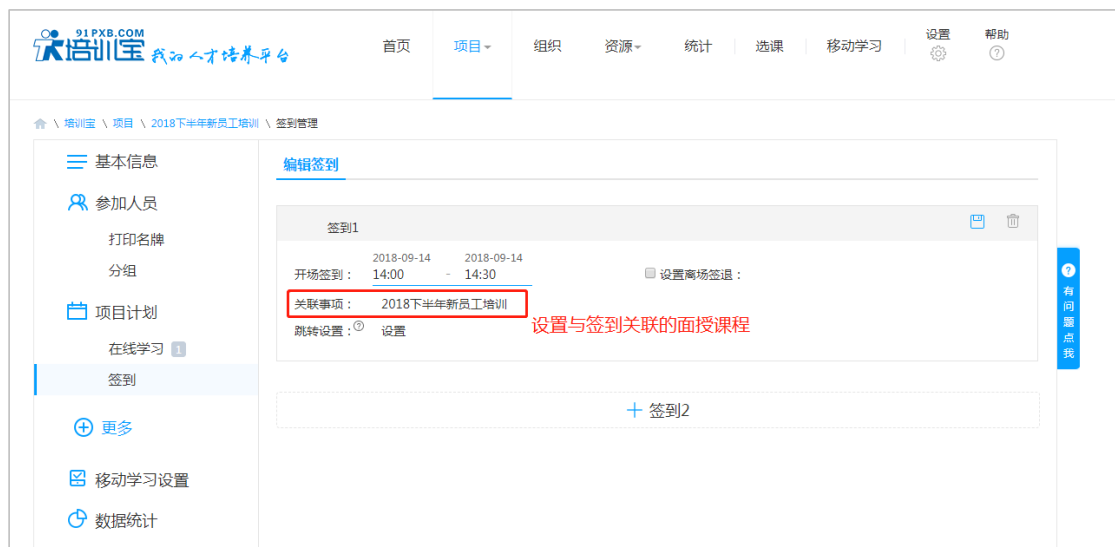 91PXB.COM
培训宝 我的人才培养平台
首页 项目 组织 资源 统计 选课 移动学习 设置 帮助
\ 培训宝 \ 项目 \ 2018下半年新员工培训 \ 签到管理
基本信息
编辑签到
参加人员
签到1
打印名牌
2018-09-14 2018-09-14
分组
开场签到： 14:00 - 14:30 设置离场签退：
关联事项： 2018下半年新员工培训
项目计划
设置与签到关联的面授课程
跳转设置：? 设置
在线学习 1
签到
签到2
更多
移动学习设置
数据统计
?
有
问
题
点
我